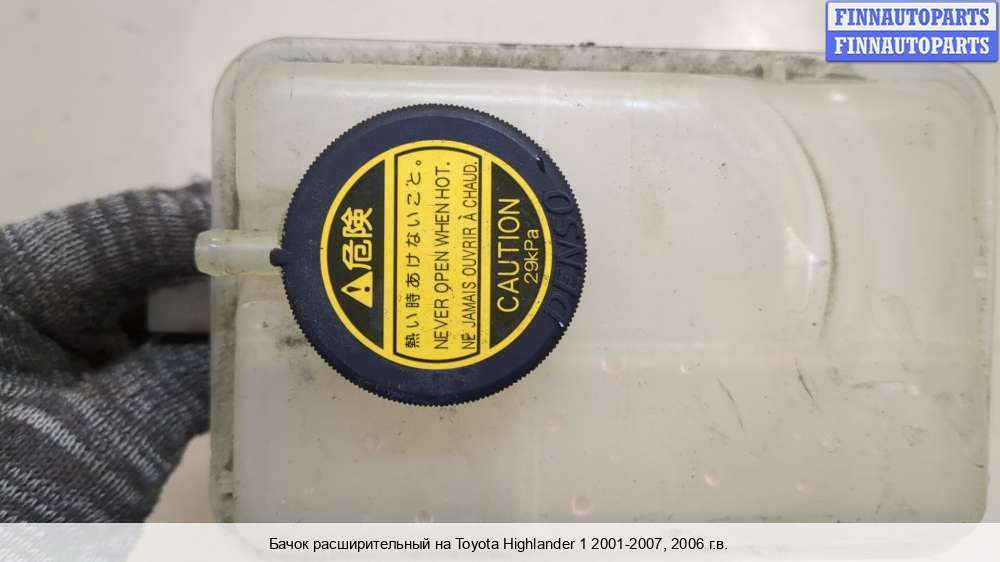 FINNAUTOPARTS
FINNAUTOPARTS
危険
熱い時あけないこと。
NEVER OPEN WHEN HOT.
NE JAMAIS OUVRIR À CHAUD.
CAUTION
29kPa
DENSO
Бачок расширительный на Toyota Highlander 1 2001-2007, 2006 г.в.